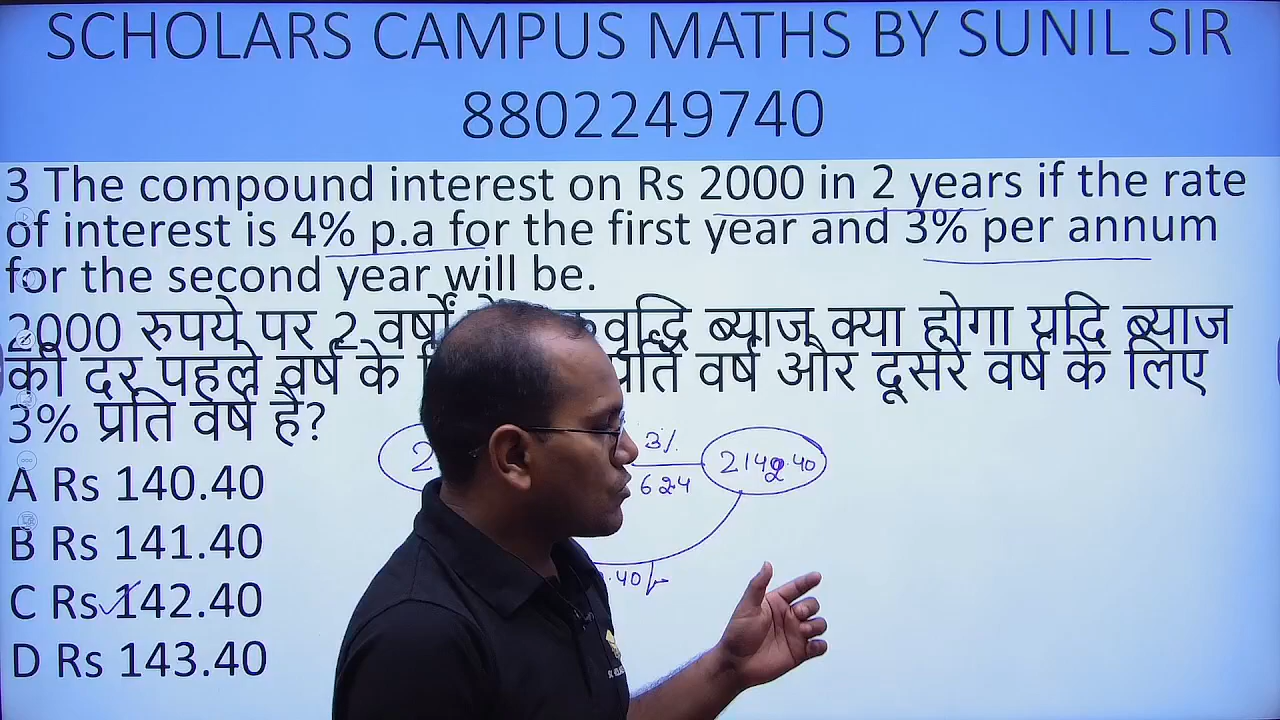 SCHOLARS CAMPUS MATHS BY SUNIL SIR
8802249740
3 The compound interest on Rs 2000 in 2 years if the rate
of interest is 4% p.a for the first year and 3% per annum
for the second year will be.
2000 रुपये पर 2 वर्षों ब्याज क्या होगा यदि ब्याज
की दर पहले वर्ष के प्रति वर्ष और दूसरे वर्ष के लिए
3% प्रति वर्ष है?
3%
2142.40
62.4
A Rs 140.40
B Rs 141.40
C Rs 142.40
.40/-
D Rs 143.40